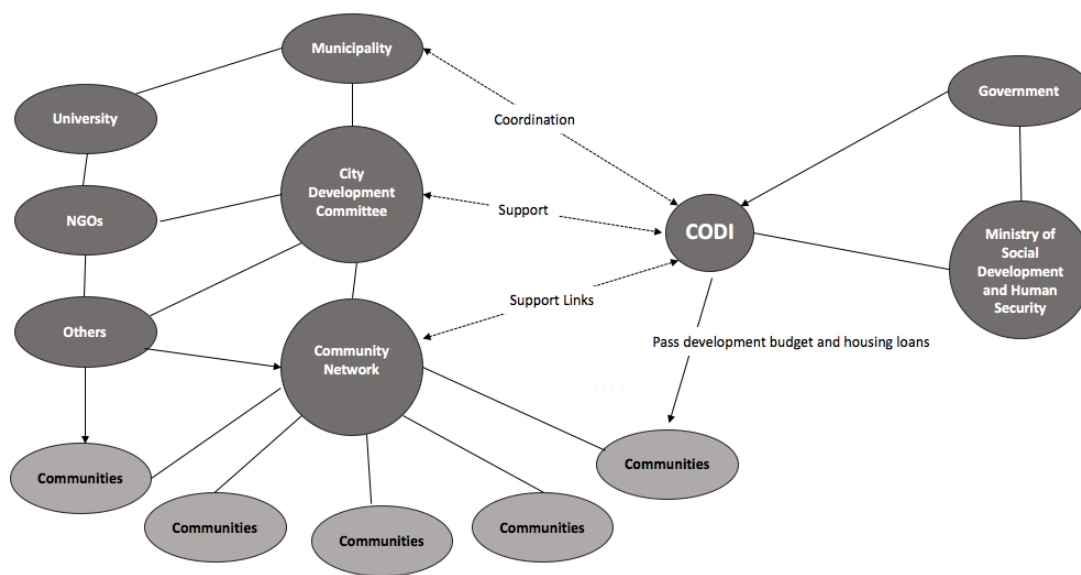 Municipality
Government
University
Coordination
City
Development
Committee
NGOs
Support
CODI
Ministry of
Social
Development
and Human
Security
Support Links
Others
Pass development budget and housing loans
Community
Network
Communities
Communities
Communities
Communities
Communities